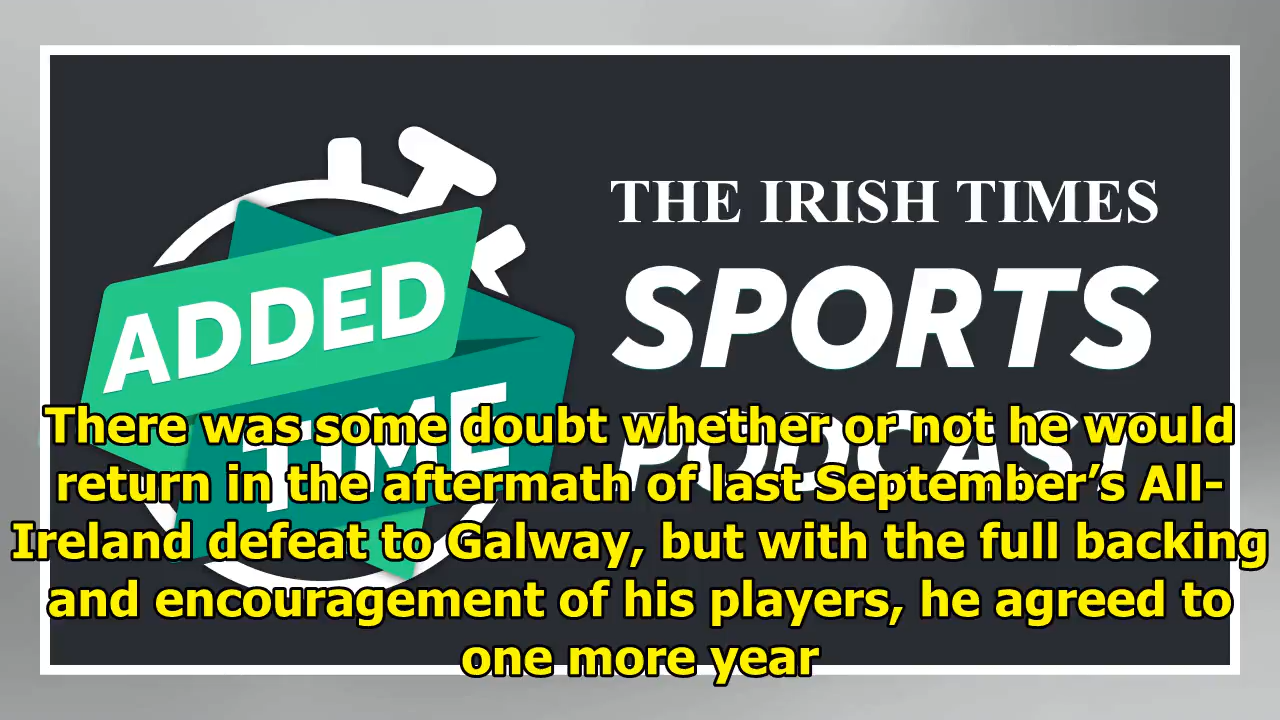 ADDED
TIME
THE IRISH TIMES
SPORTS
PODCAST
There was some doubt whether or not he would
return in the aftermath of last September’s All-
Ireland defeat to Galway, but with the full backing
and encouragement of his players, he agreed to
one more year